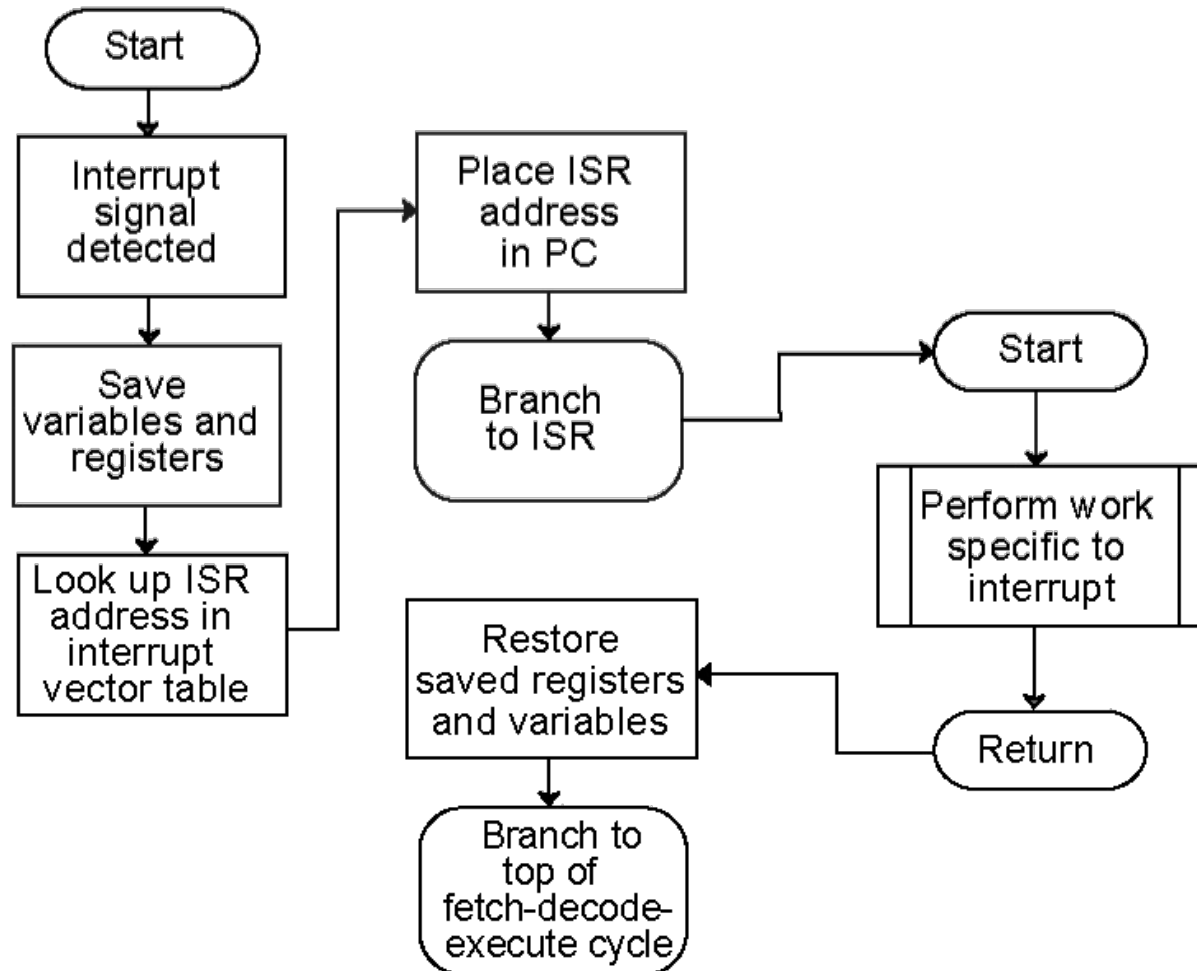 Start
Interrupt
signal
detected
Save
variables and
registers
Look up ISR
address in
interrupt
vector table
Place ISR
address
in PC
Branch
to ISR
Start
Perform work
specific to
interrupt
Return
Restore
saved registers
and variables
Branch to
top of
fetch-decode-
execute cycle